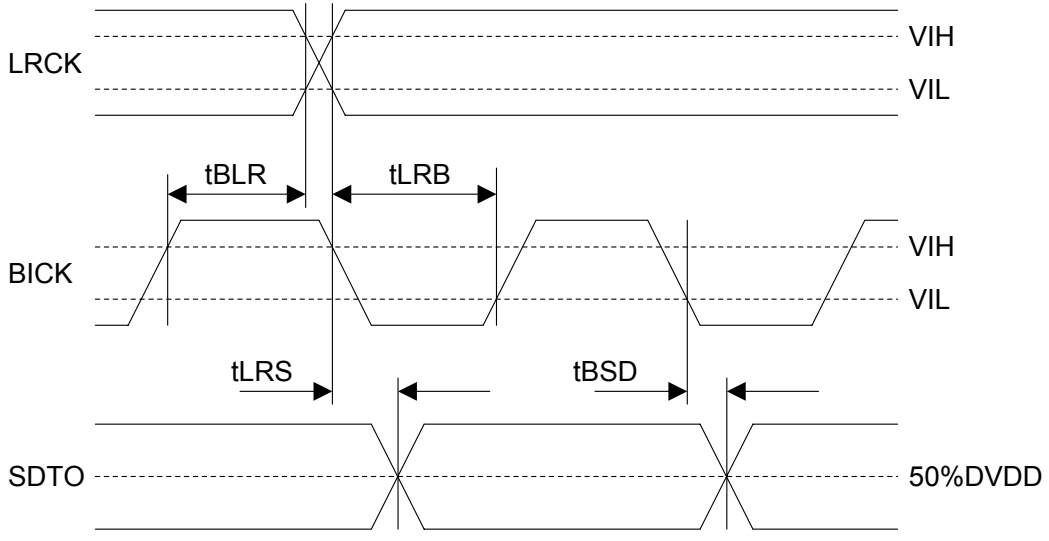 VIH
LRCK
VIL
tBLR
tLRB
VIH
BICK
VIL
tLRS
tBSD
SDTO
50%DVDD